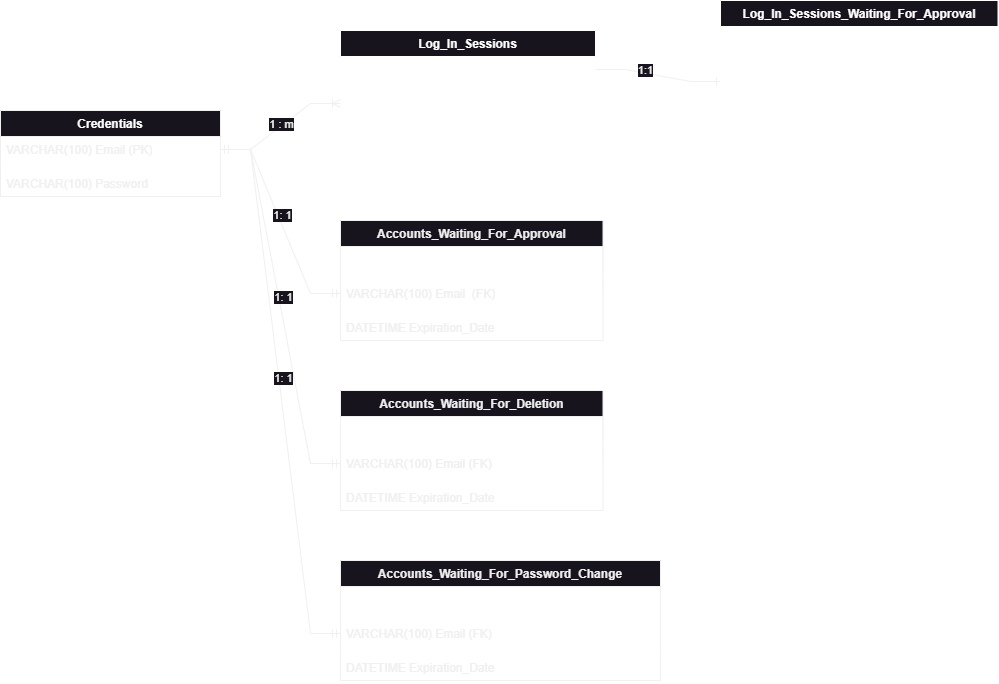 Log_In_Sessions_Waiting_For_Approval
Log_In_Sessions
1:1
1 : m
Credentials
VARCHAR(100) Email (PK)
VARCHAR(100) Password
1: 1
Accounts_Waiting_For_Approval
VARCHAR(100) Email  (FK)
DATETIME Expiration_Date
1: 1
Accounts_Waiting_For_Deletion
VARCHAR(100) Email (FK)
DATETIME Expiration_Date
1: 1
Accounts_Waiting_For_Password_Change
VARCHAR(100) Email (FK)
DATETIME Expiration_Date